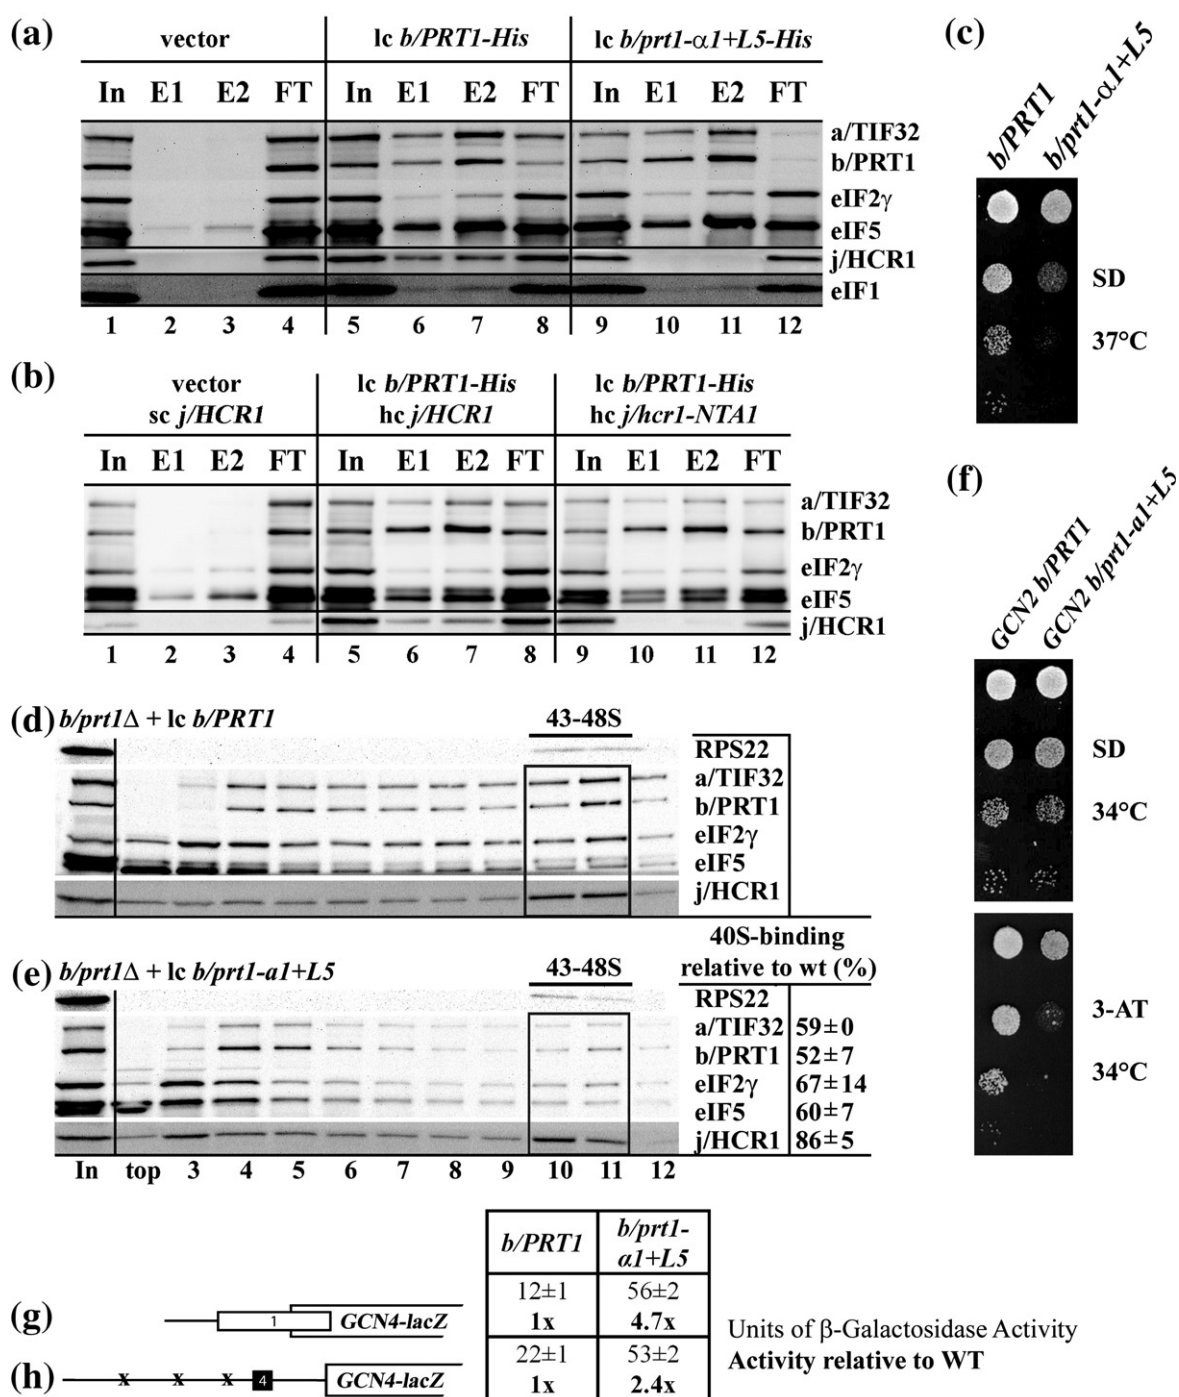 (a)
vector
lc b/PRT1-His
lc b/prt1-α1+L5-His
In E1 E2 FT In E1 E2 FT In E1 E2 FT
a/TIF32
b/PRT1
eIF2γ
eIF5
j/HCR1
eIF1
1 2 3 4 5 6 7 8 9 10 11 12
(b)
vector
sc j/HCR1
lc b/PRT1-His
hc j/HCR1
lc b/PRT1-His
hc j/hcr1-NTA1
In E1 E2 FT In E1 E2 FT In E1 E2 FT
a/TIF32
b/PRT1
eIF2γ
eIF5
j/HCR1
1 2 3 4 5 6 7 8 9 10 11 12
(c)
b/PRT1
b/prt1-α1+L5
SD
37°C
(d)
b/prt1Δ + lc b/PRT1
43-48S
RPS22
a/TIF32
b/PRT1
eIF2γ
eIF5
j/HCR1
(e)
b/prt1Δ + lc b/prt1-a1+L5
43-48S
40S-binding
relative to wt (%)
RPS22
a/TIF32 59±0
b/PRT1 52±7
eIF2γ 67±14
eIF5 60±7
j/HCR1 86±5
In top 3 4 5 6 7 8 9 10 11 12
(f)
GCN2 b/PRT1
GCN2 b/prt1-a1+L5
SD
34°C
3-AT
34°C
b/PRT1
b/prt1-
α1+L5
(g)
1 GCN4-lacZ
12±1 56±2
1x 4.7x
(h)
x x x 4 GCN4-lacZ
22±1 53±2
1x 2.4x
Units of β-Galactosidase Activity
Activity relative to WT